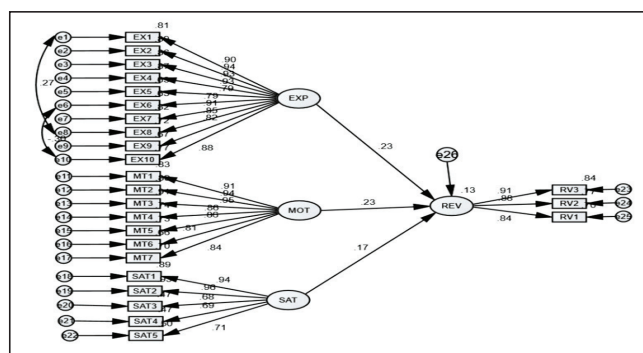 .81
e1 EX1
e2 EX2 .90
e3 EX3 .94
e4 EX4 .93
e5 EX5 .93
.79
.27
e6 EX6 .79
e7 EX7 .91
e8 EX8 .85
e9 EX9 .82
e10 EX10 .88
EXP
.83
.23
e26
e11 MT1
e12 MT2 .91
e13 MT3 .94
.95
e14 MT4 .86
e15 MT5 .86
e16 MT6 .81
e17 MT7 .84
MOT
.23
REV
.13
.91
.88
.84
.84
RV3 e23
RV2 e24
RV1 e25
.89
.17
e18 SAT1 .94
e19 SAT2 .96
e20 SAT3 .68
e21 SAT4 .69
e22 SAT5 .71
SAT